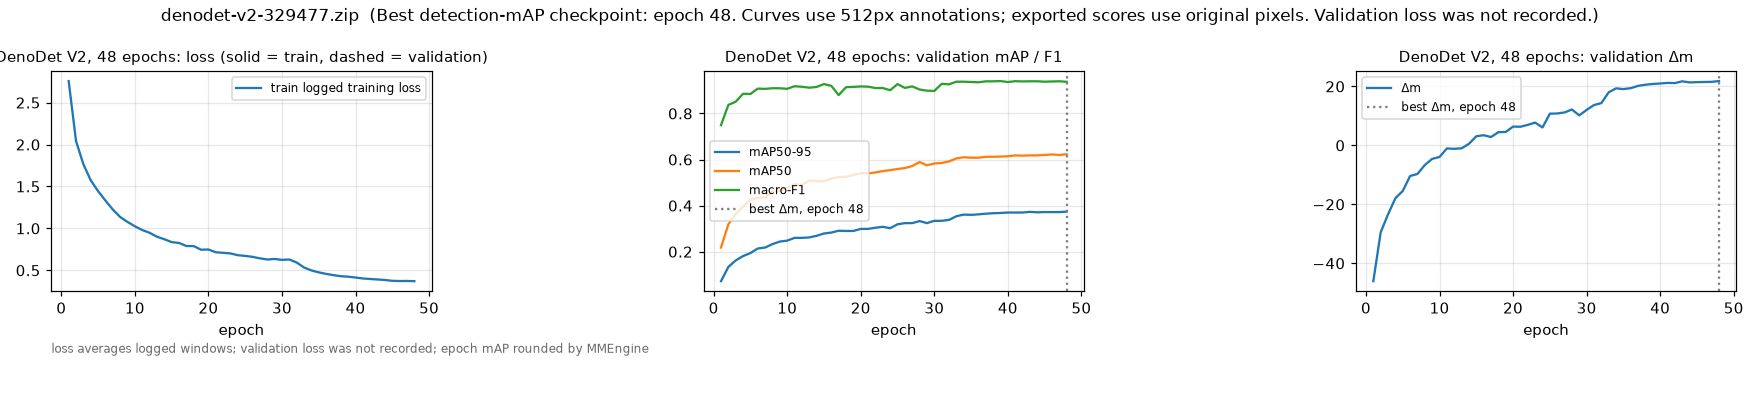 denodet-v2-329477.zip  (Best detection-mAP checkpoint: epoch 48. Curves use 512px annotations; exported scores use original pixels. Validation loss was not recorded.)
DenoDet V2, 48 epochs: loss (solid = train, dashed = validation)
train logged training loss
2.5
2.0
1.5
1.0
0.5
0 10 20 30 40 50
epoch
loss averages logged windows; validation loss was not recorded; epoch mAP rounded by MMEngine
DenoDet V2, 48 epochs: validation mAP / F1
mAP50-95
mAP50
macro-F1
best Δm, epoch 48
0.8
0.6
0.4
0.2
0 10 20 30 40 50
epoch
DenoDet V2, 48 epochs: validation Δm
Δm
best Δm, epoch 48
20
0
−20
−40
0 10 20 30 40 50
epoch